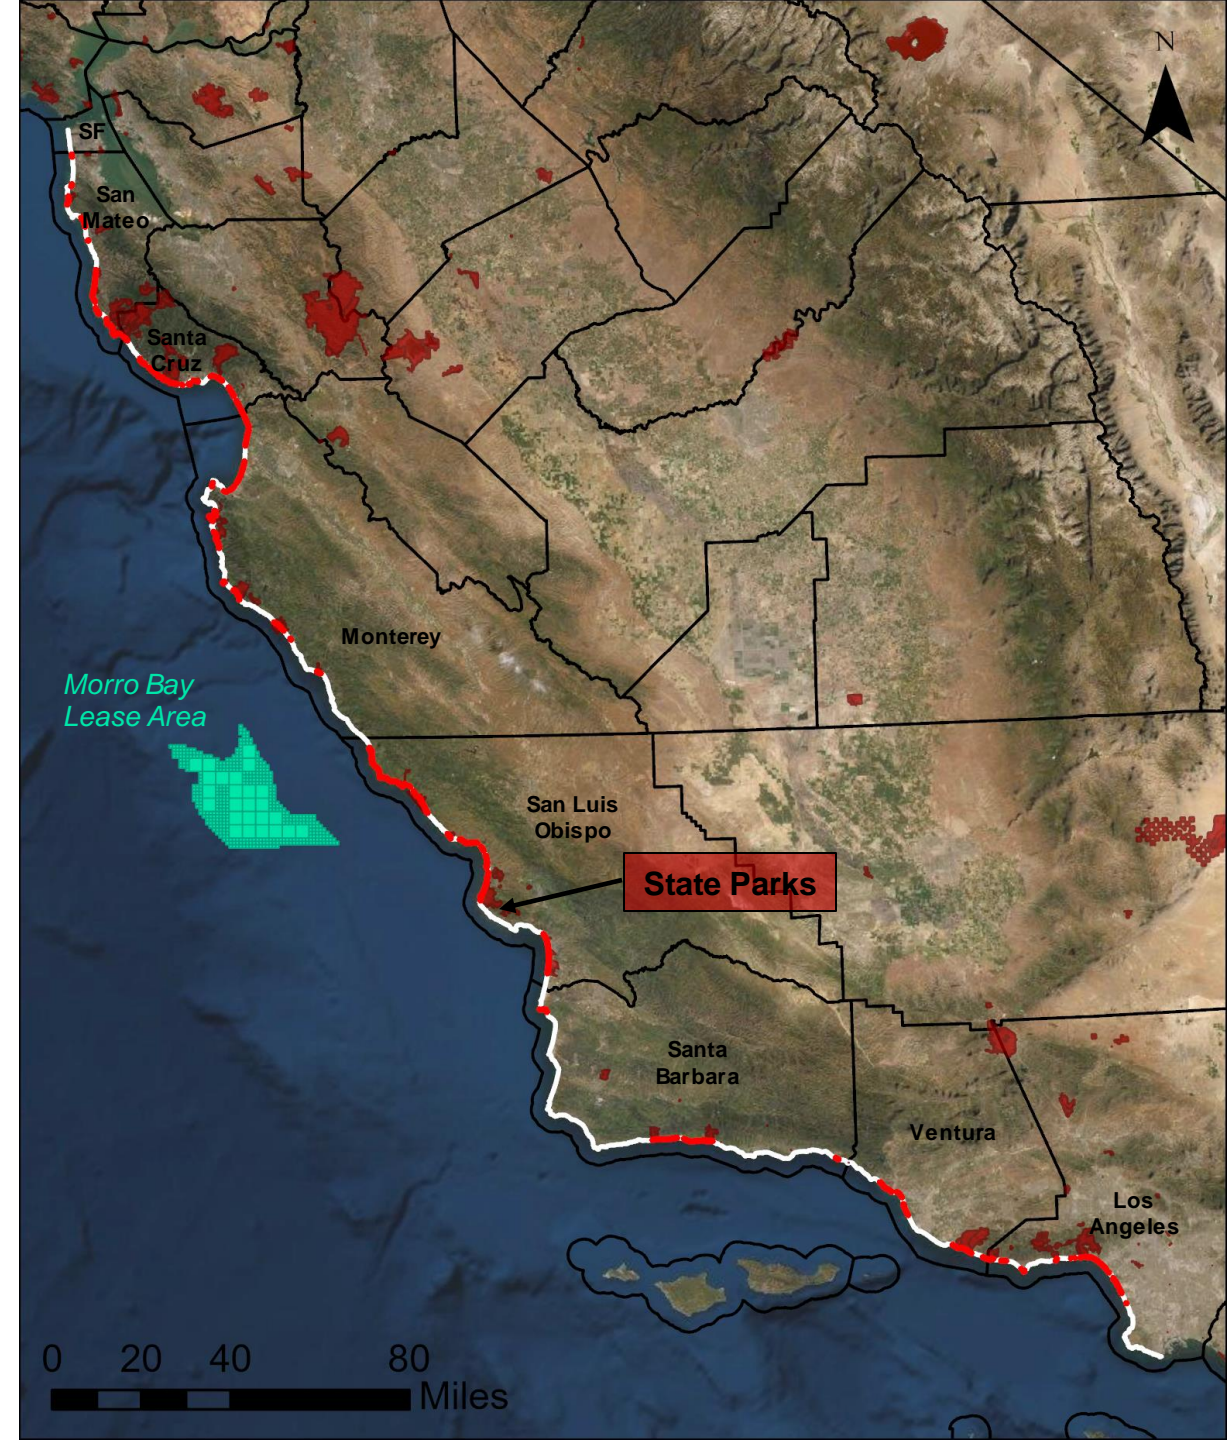 N
SF
San
Mateo
Santa
Cruz
Monterey
Morro Bay
Lease Area
San Luis
Obispo
State Parks
Santa
Barbara
Ventura
Los
Angeles
0 20 40 80
Miles